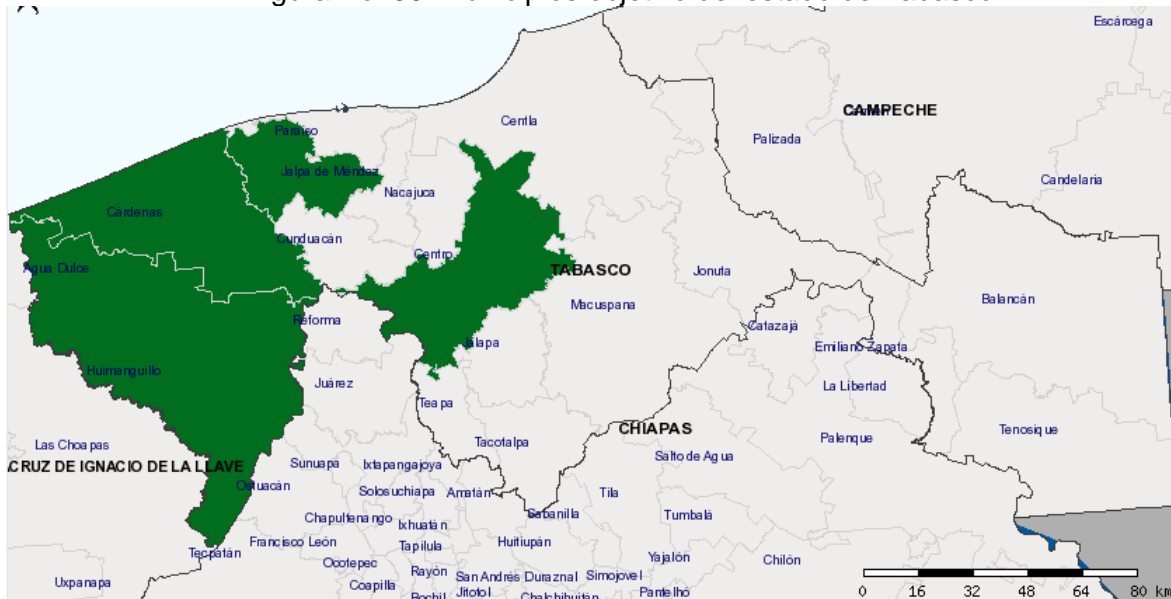 Escárcega
CAMPECHE
Centla
Paraíso
Palizada
Jalpa de Méndez
Candelaria
Nacajuca
Cárdenas
Cunduacán
Centro
Agua Dulce
TABASCO
Jonuta
Macuspana
Balancán
Reforma
Catazajá
Jalapa
Emiliano Zapata
Huimanguillo
Juárez
La Libertad
Teapa
CHIAPAS
Tenosique
Las Choapas
Tacotalpa
Palenque
CRUZ DE IGNACIO DE LA LLAVE
Sunuapa
Ixtapangajoya
Salto de Agua
Ostuacán
Solosuchiapa
Amatán
Tila
Chapultenango
Ixhuatán
Sabanilla
Tumbalá
Tecpatán
Francisco León
Tapilula
Huitiupán
Ocotepec
Yajalón
Chilón
Uxpanapa
Coapilla
Rayón
San Andrés Duraznal
Simojovel
Jitotol
Pantelhó
Bochil
Chalchihuitán
0 16 32 48 64 80 km